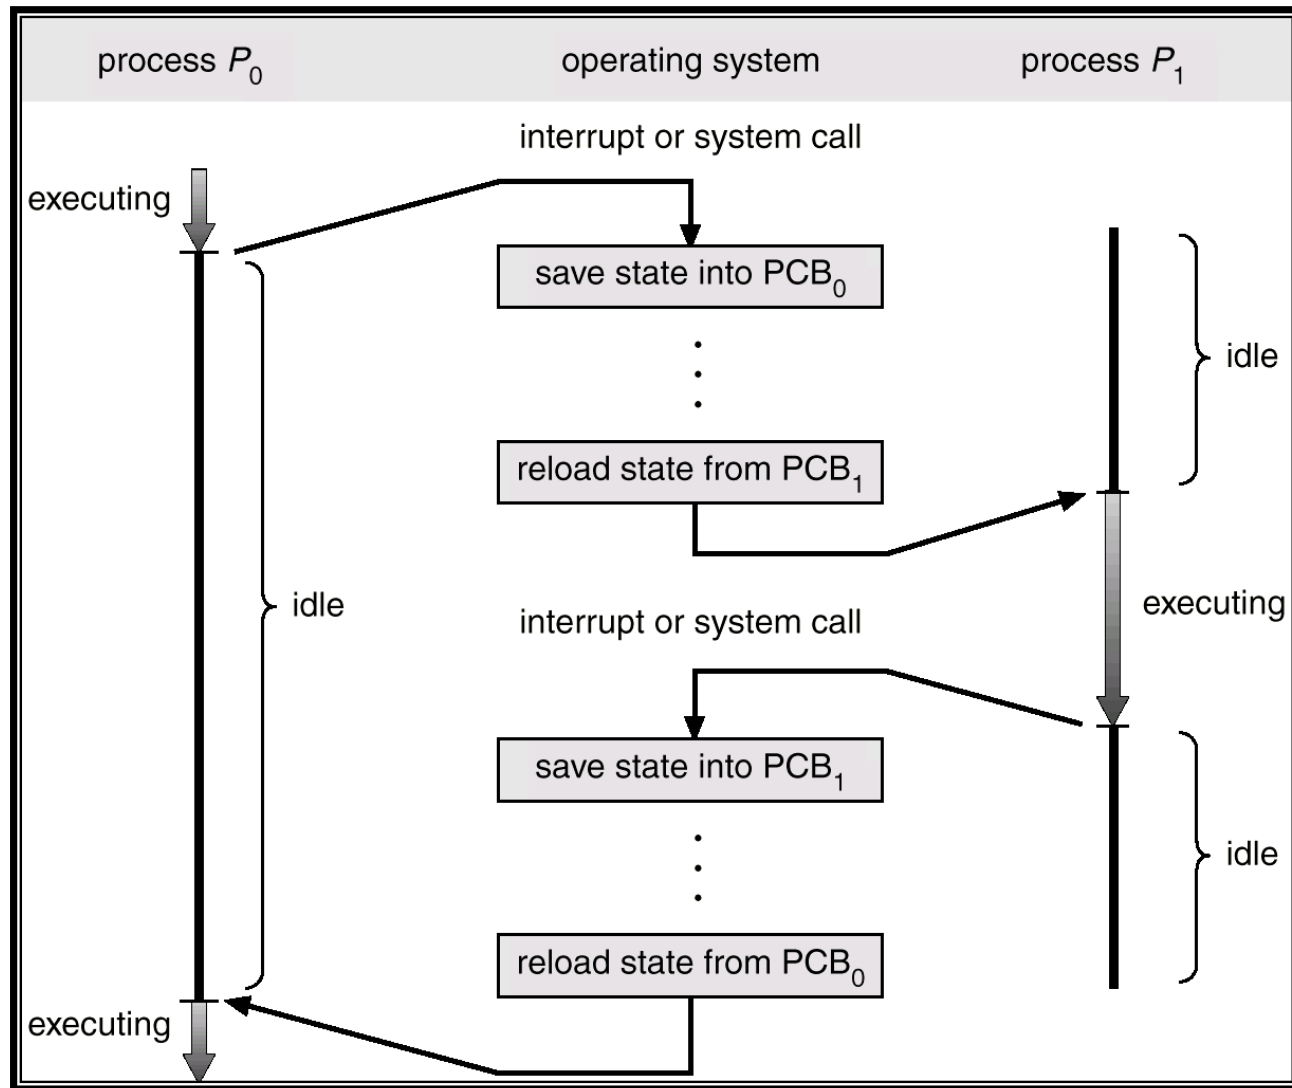 process P₀ operating system process P₁
interrupt or system call
executing
save state into PCB₀
idle
reload state from PCB₁
idle
executing
interrupt or system call
save state into PCB₁
idle
reload state from PCB₀
executing